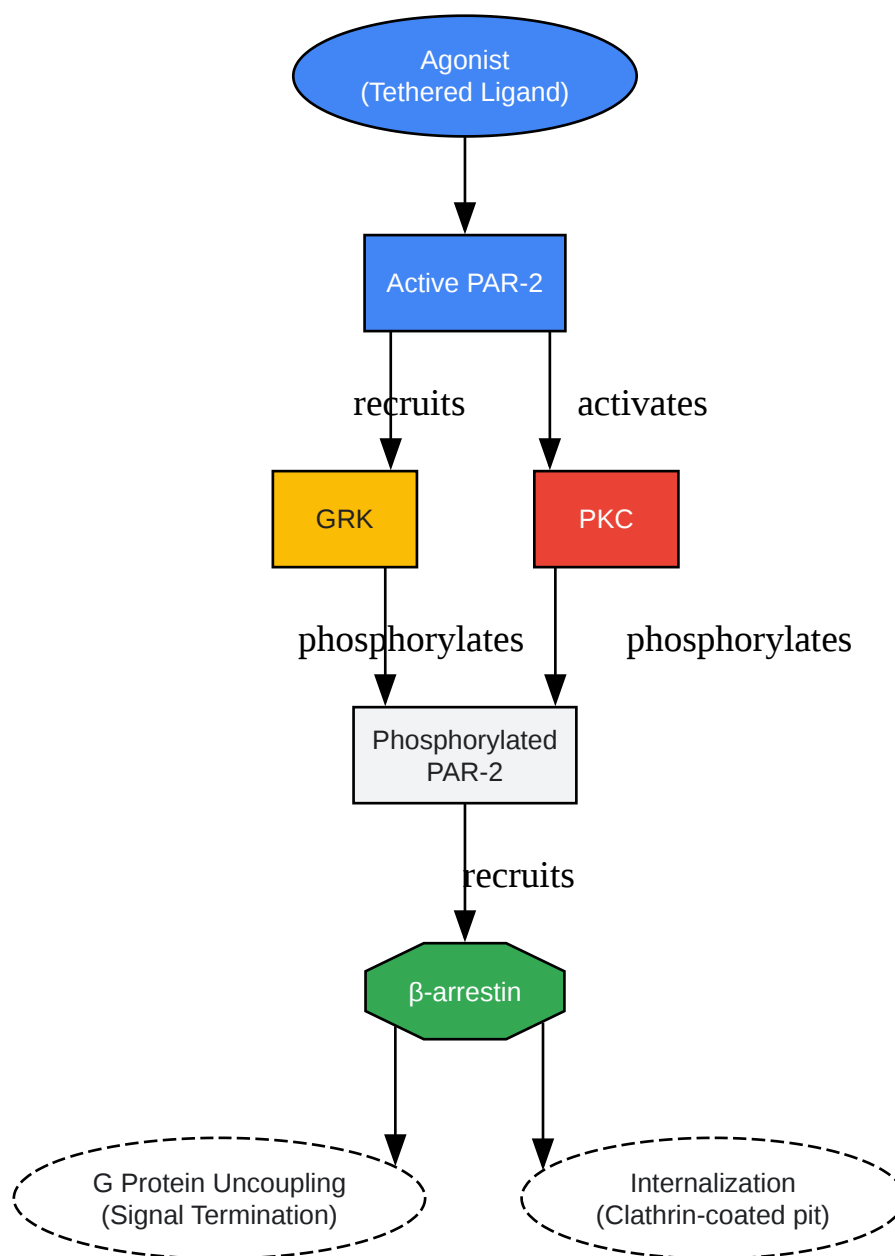 Agonist
(Tethered Ligand)
Active PAR-2
recruits
activates
GRK
PKC
phosphorylates
phosphorylates
Phosphorylated
PAR-2
recruits
β-arrestin
G Protein Uncoupling
(Signal Termination)
Internalization
(Clathrin-coated pit)